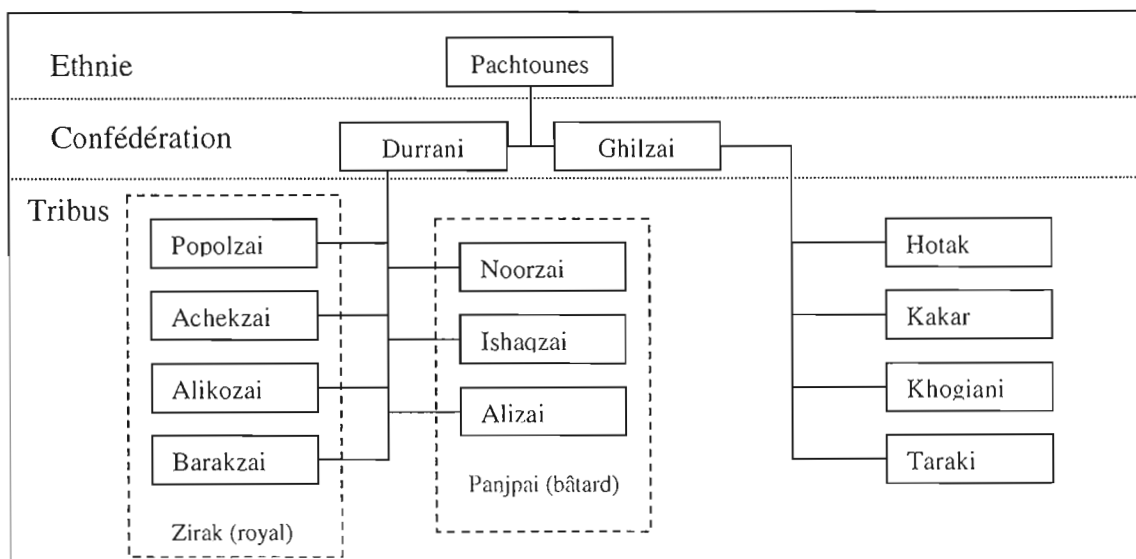 Ethnie
Pachtounes
Confédération
Durrani
Ghilzai
Tribus
Popolzai
Achekzai
Alikozai
Barakzai
Zirak (royal)
Noorzai
Ishaqzai
Alizai
Panjpai (bâtard)
Hotak
Kakar
Khogiani
Taraki